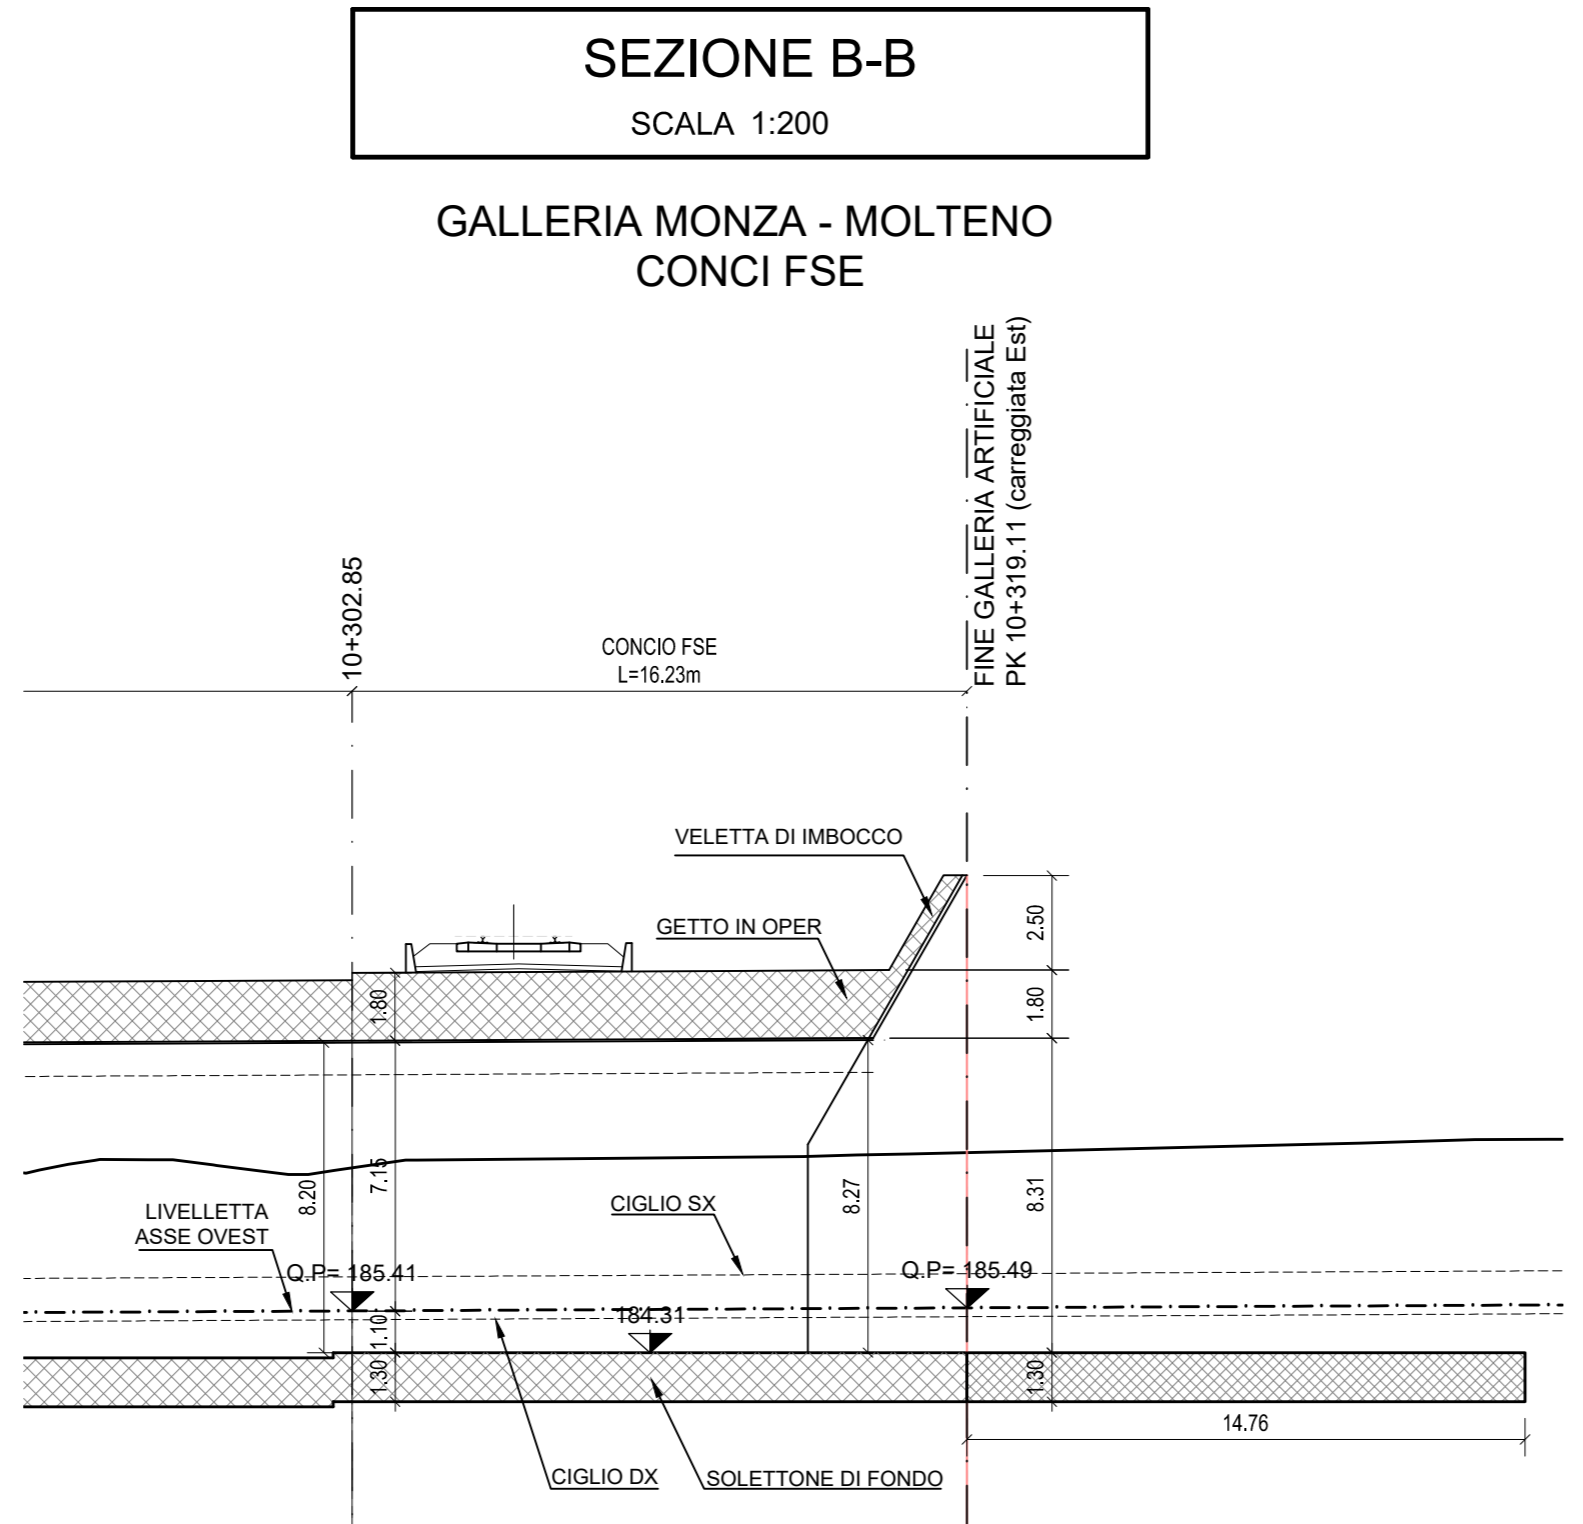 SEZIONE B-B
SCALA 1:200
GALLERIA MONZA - MOLTENO
CONCI FSE
FINE GALLERIA ARTIFICIALE
PK 10+319.11 (carreggiata Est)
10+302.85
CONCIO FSE
L=16.23m
VELETTA DI IMBOCCO
GETTO IN OPER
2.50
1.80
1.80
8.20
7.15
8.27
8.31
LIVELLETTA
ASSE OVEST
CIGLIO SX
Q.P= 185.41
Q.P= 185.49
184.31
1.10
1.30
1.30
14.76
CIGLIO DX
SOLETTONE DI FONDO